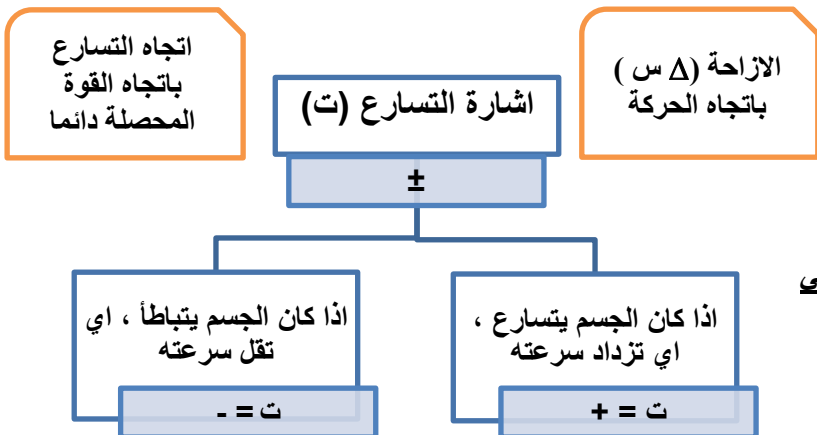 الازاحة (Δ س )
باتجاه الحركة
اتجاه التسارع
باتجاه القوة
المحصلة دائما
اشارة التسارع (ت)
±
اذا كان الجسم يتسارع ،
اي تزداد سرعته
ت = +
اذا كان الجسم يتباطأ ، اي
تقل سرعته
ت = -